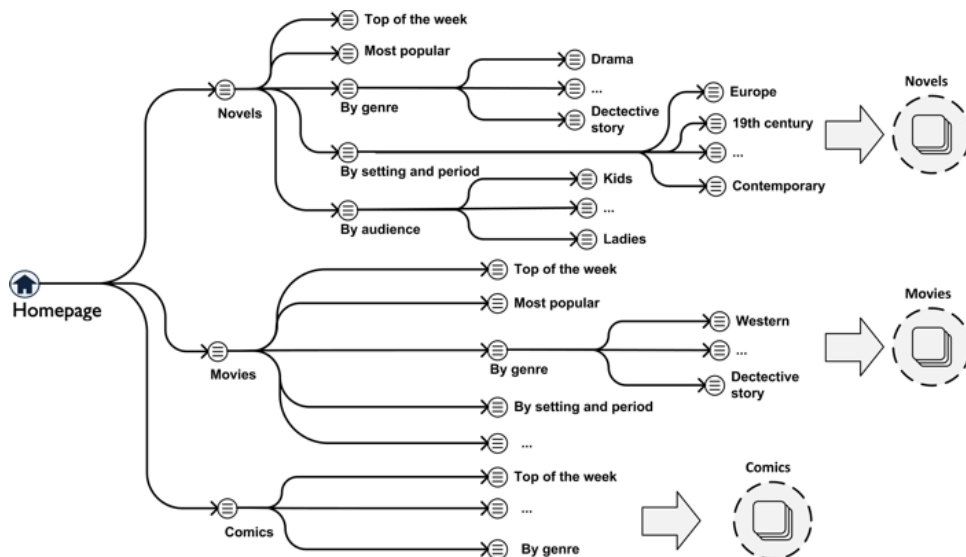 Top of the week
Most popular
Novels
By genre
Drama
...
Dectective
story
By setting and period
Europe
19th century
...
Contemporary
By audience
Kids
...
Ladies
Novels
Homepage
Movies
Top of the week
Most popular
By genre
Western
...
Dectective
story
By setting and period
...
Movies
Comics
Top of the week
...
By genre
Comics